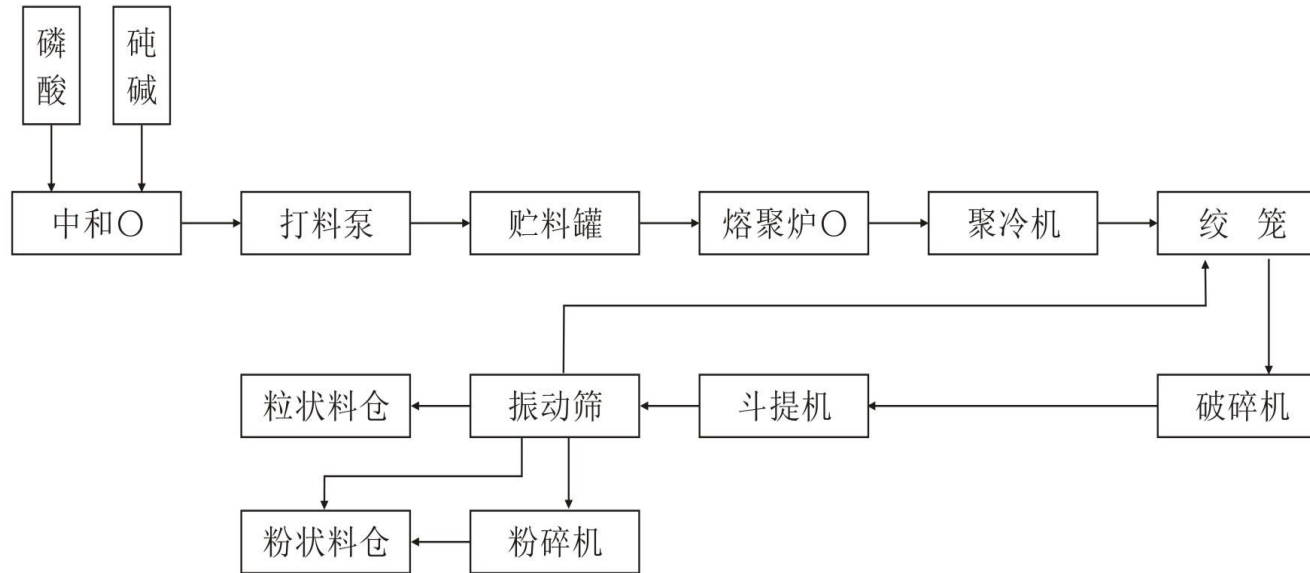 磷酸
砘碱
中和〇
打料泵
贮料罐
熔聚炉〇
聚冷机
绞 笼
粒状料仓
振动筛
斗提机
破碎机
粉状料仓
粉碎机